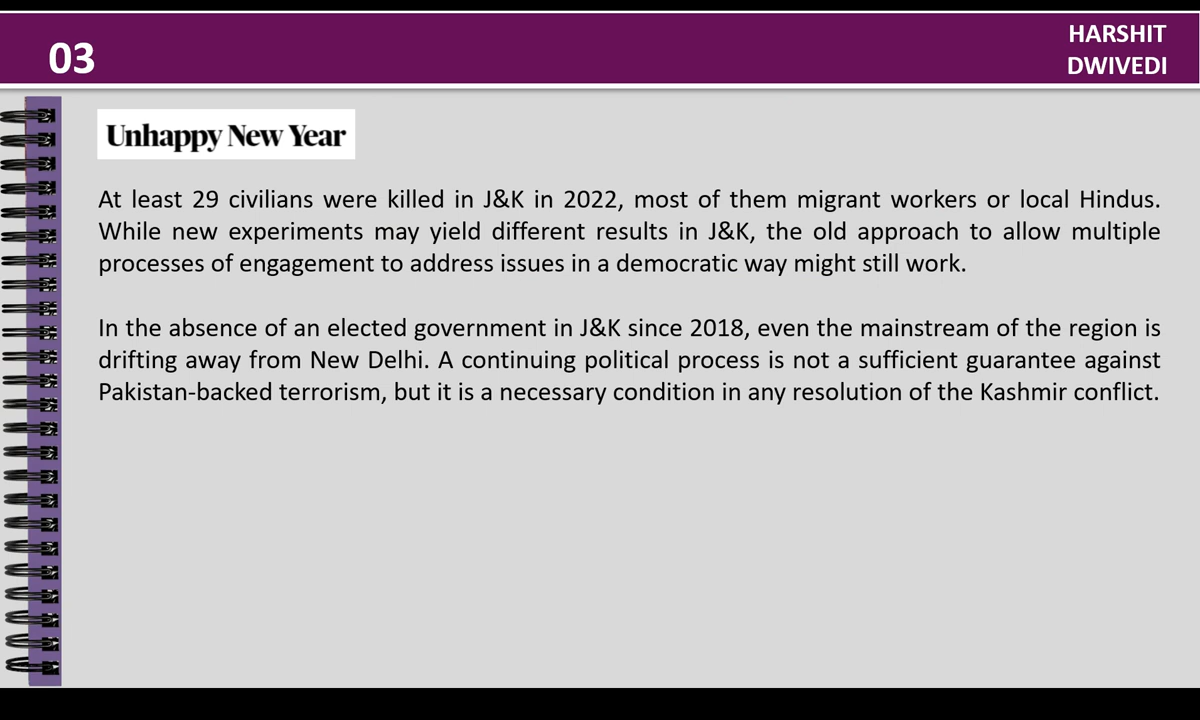 03
HARSHIT
DWIVEDI
Unhappy New Year
At least 29 civilians were killed in J&K in 2022, most of them migrant workers or local Hindus.
While new experiments may yield different results in J&K, the old approach to allow multiple
processes of engagement to address issues in a democratic way might still work.
In the absence of an elected government in J&K since 2018, even the mainstream of the region is
drifting away from New Delhi. A continuing political process is not a sufficient guarantee against
Pakistan-backed terrorism, but it is a necessary condition in any resolution of the Kashmir conflict.